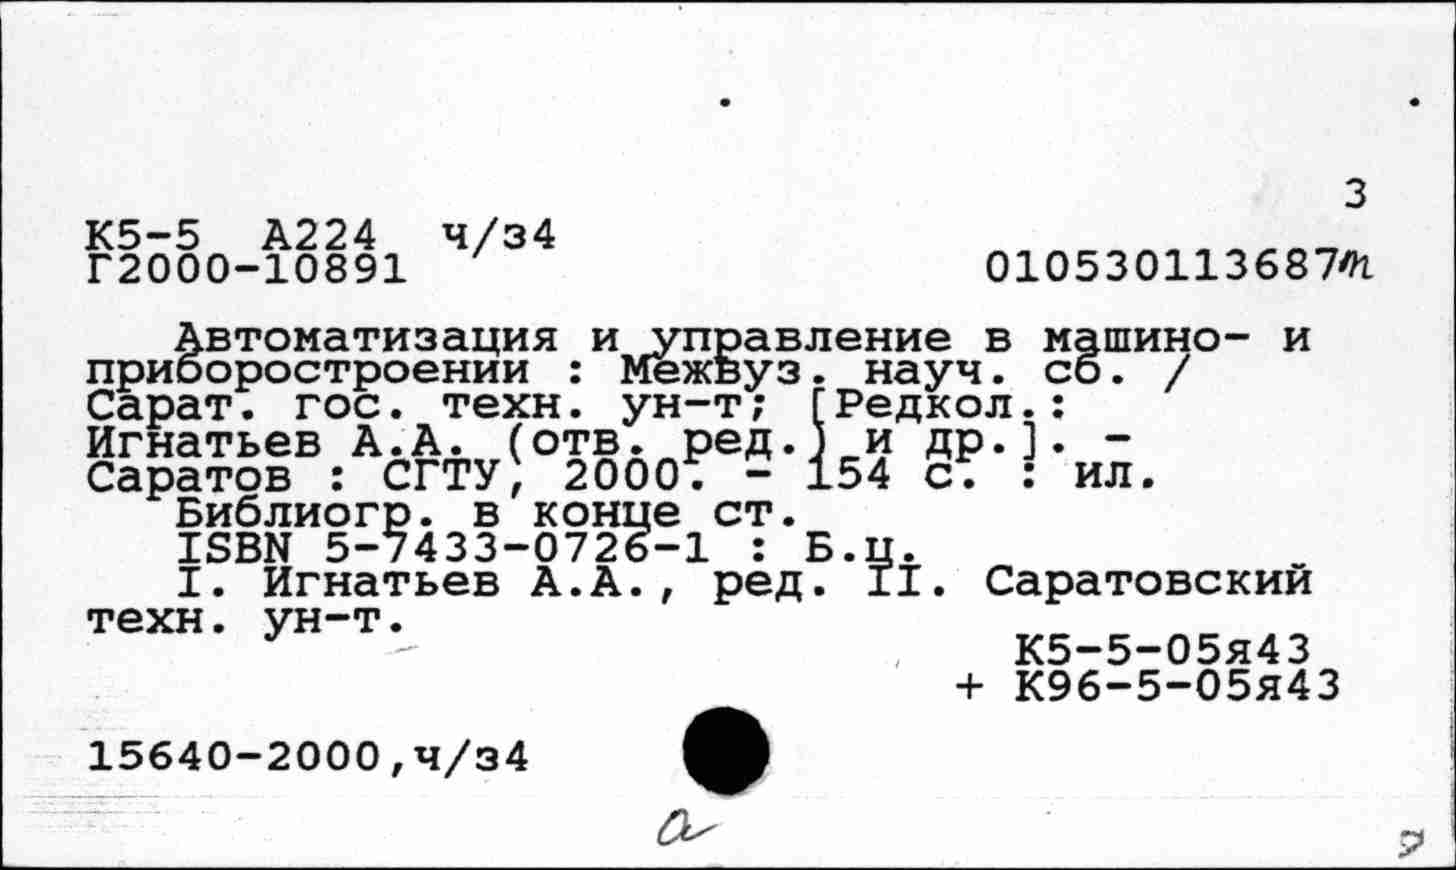 3
К5-5 А224 ч/з4
Г2000-10891 010530113687m
Автоматизация и управление в машино- и
приборостроении : Межвуз. науч. сб. /
Сарат. гос. техн. ун-т; [Редкол.:
Игнатьев А.А. (отв. ред.) и др.]. -
Саратов : СГТУ, 2000. - 154 с. : ил.
Библиогр. в конце ст.
ISBN 5-7433-0726-1 : Б.ц.
I. Игнатьев А.А., ред. II. Саратовский
техн. ун-т.
К5-5-05я43
+ К96-5-05я43
15640-2000,ч/з4
a